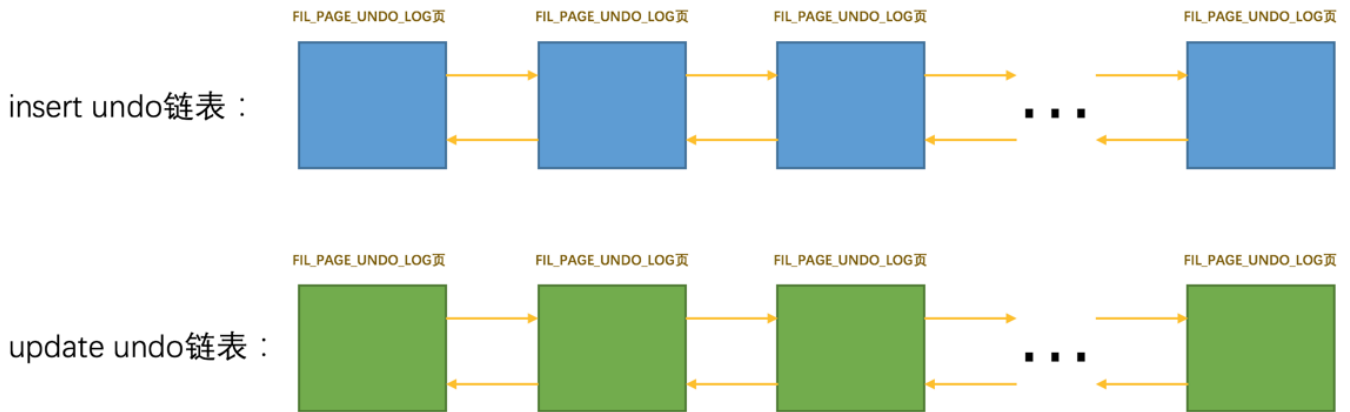 FIL_PAGE_UNDO_LOG页 FIL_PAGE_UNDO_LOG页 FIL_PAGE_UNDO_LOG页 FIL_PAGE_UNDO_LOG页
insert undo链表：
...
FIL_PAGE_UNDO_LOG页 FIL_PAGE_UNDO_LOG页 FIL_PAGE_UNDO_LOG页 FIL_PAGE_UNDO_LOG页
update undo链表：
...